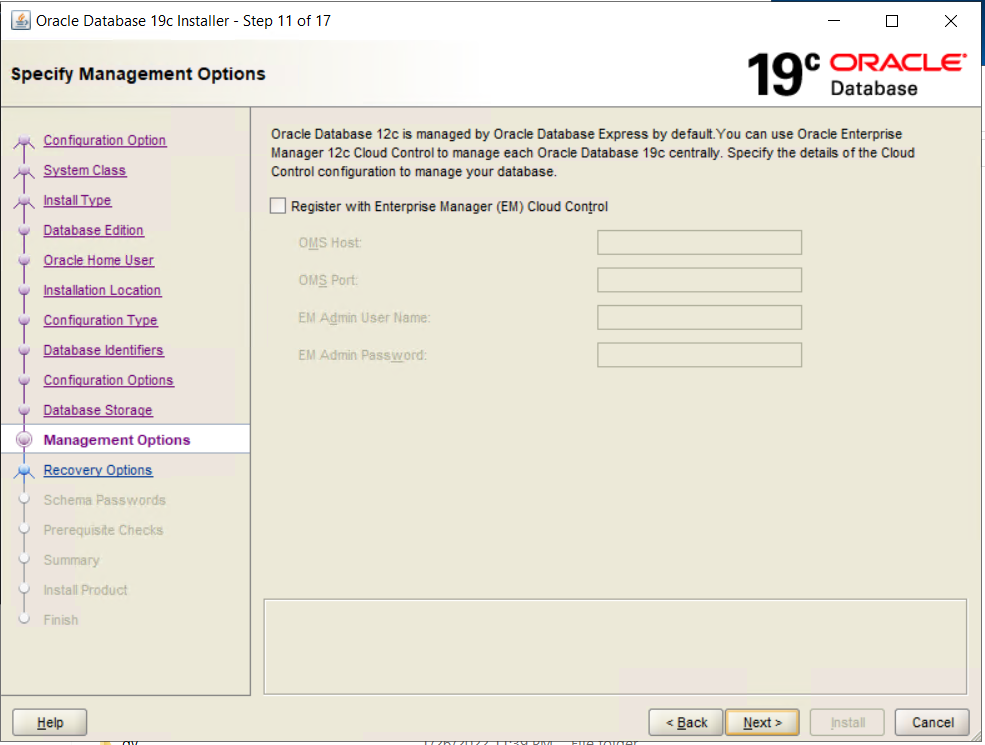 Oracle Database 19c Installer - Step 11 of 17
Specify Management Options
19c ORACLE
Database
Configuration Option
System Class
Install Type
Database Edition
Oracle Home User
Installation Location
Configuration Type
Database Identifiers
Configuration Options
Database Storage
Management Options
Recovery Options
Schema Passwords
Prerequisite Checks
Summary
Install Product
Finish
Oracle Database 12c is managed by Oracle Database Express by default.You can use Oracle Enterprise
Manager 12c Cloud Control to manage each Oracle Database 19c centrally. Specify the details of the Cloud
Control configuration to manage your database.
Register with Enterprise Manager (EM) Cloud Control
OMS Host:
OMS Port:
EM Admin User Name:
EM Admin Password:
Help
< Back
Next >
Install
Cancel